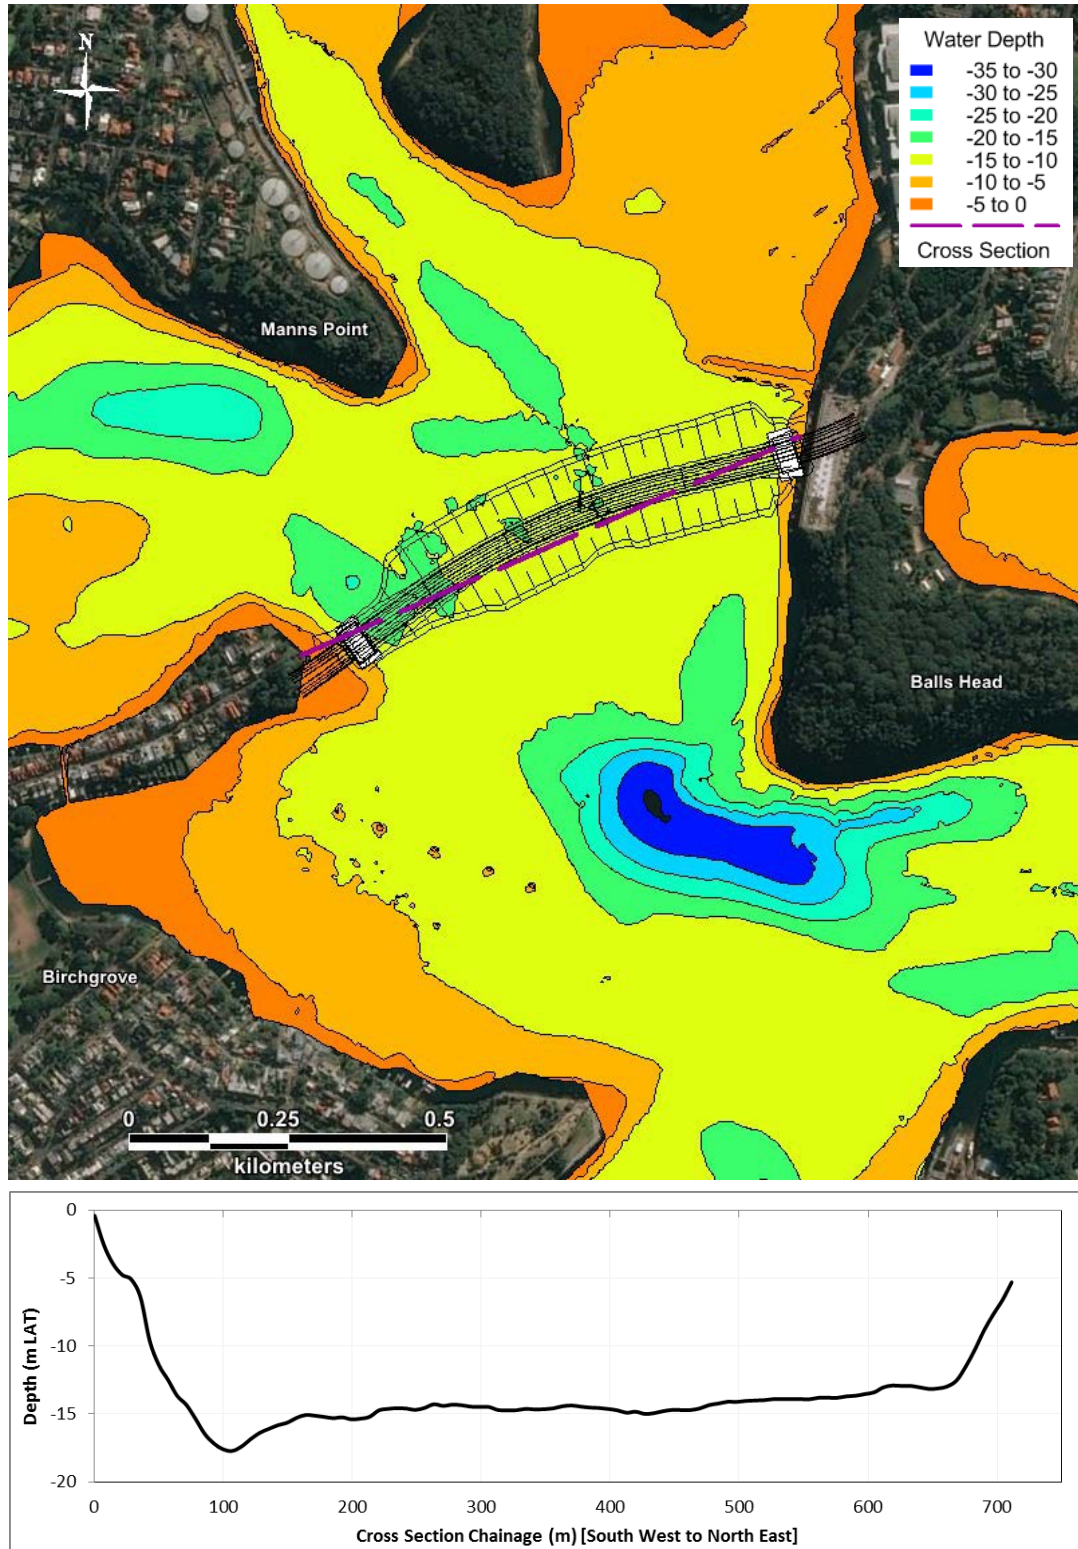 N
Water Depth
-35 to -30
-30 to -25
-25 to -20
-20 to -15
-15 to -10
-10 to -5
-5 to 0
Cross Section
Manns Point
Balls Head
Birchgrove
0 0.25 0.5
kilometers
0
-5
-10
-15
-20
Depth (m LAT)
0 100 200 300 400 500 600 700
Cross Section Chainage (m) [South West to North East]